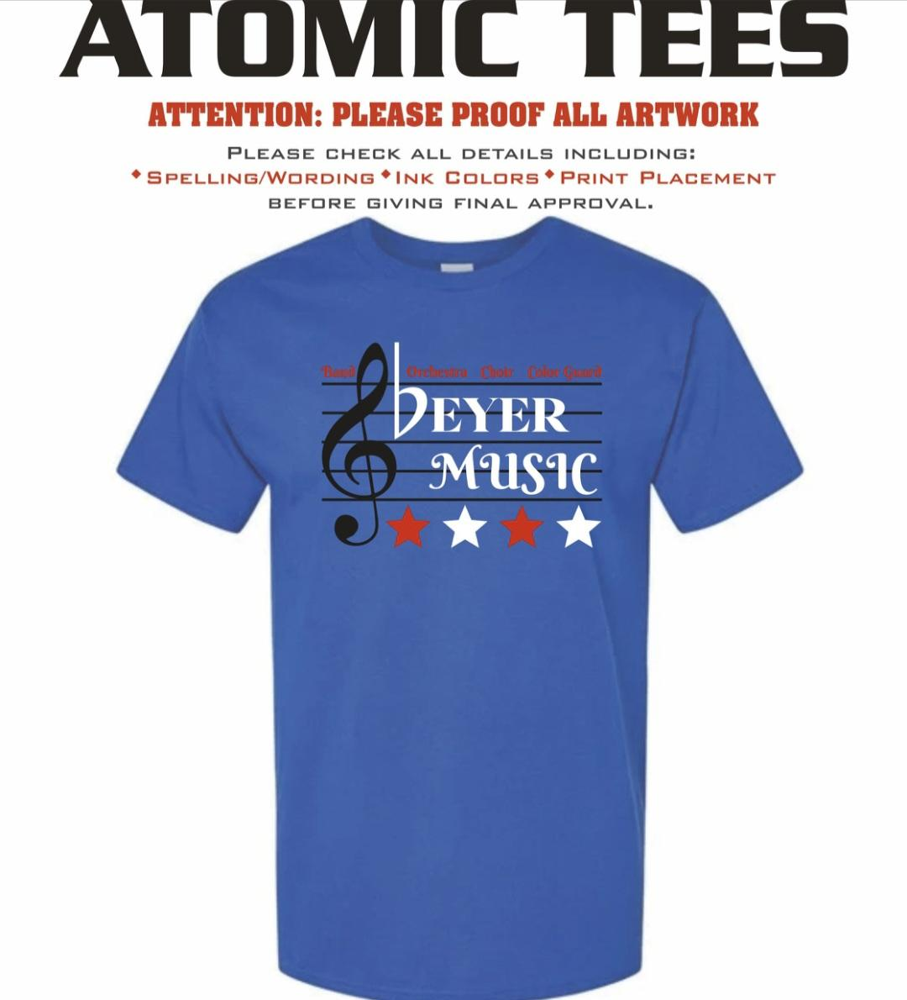 ATOMIC TEES
ATTENTION: PLEASE PROOF ALL ARTWORK
PLEASE CHECK ALL DETAILS INCLUDING:
◆SPELLING/WORDING ◆INK COLORS ◆PRINT PLACEMENT
BEFORE GIVING FINAL APPROVAL.
Band Orchestra Choir Color Guard
bEYER
MUSIC